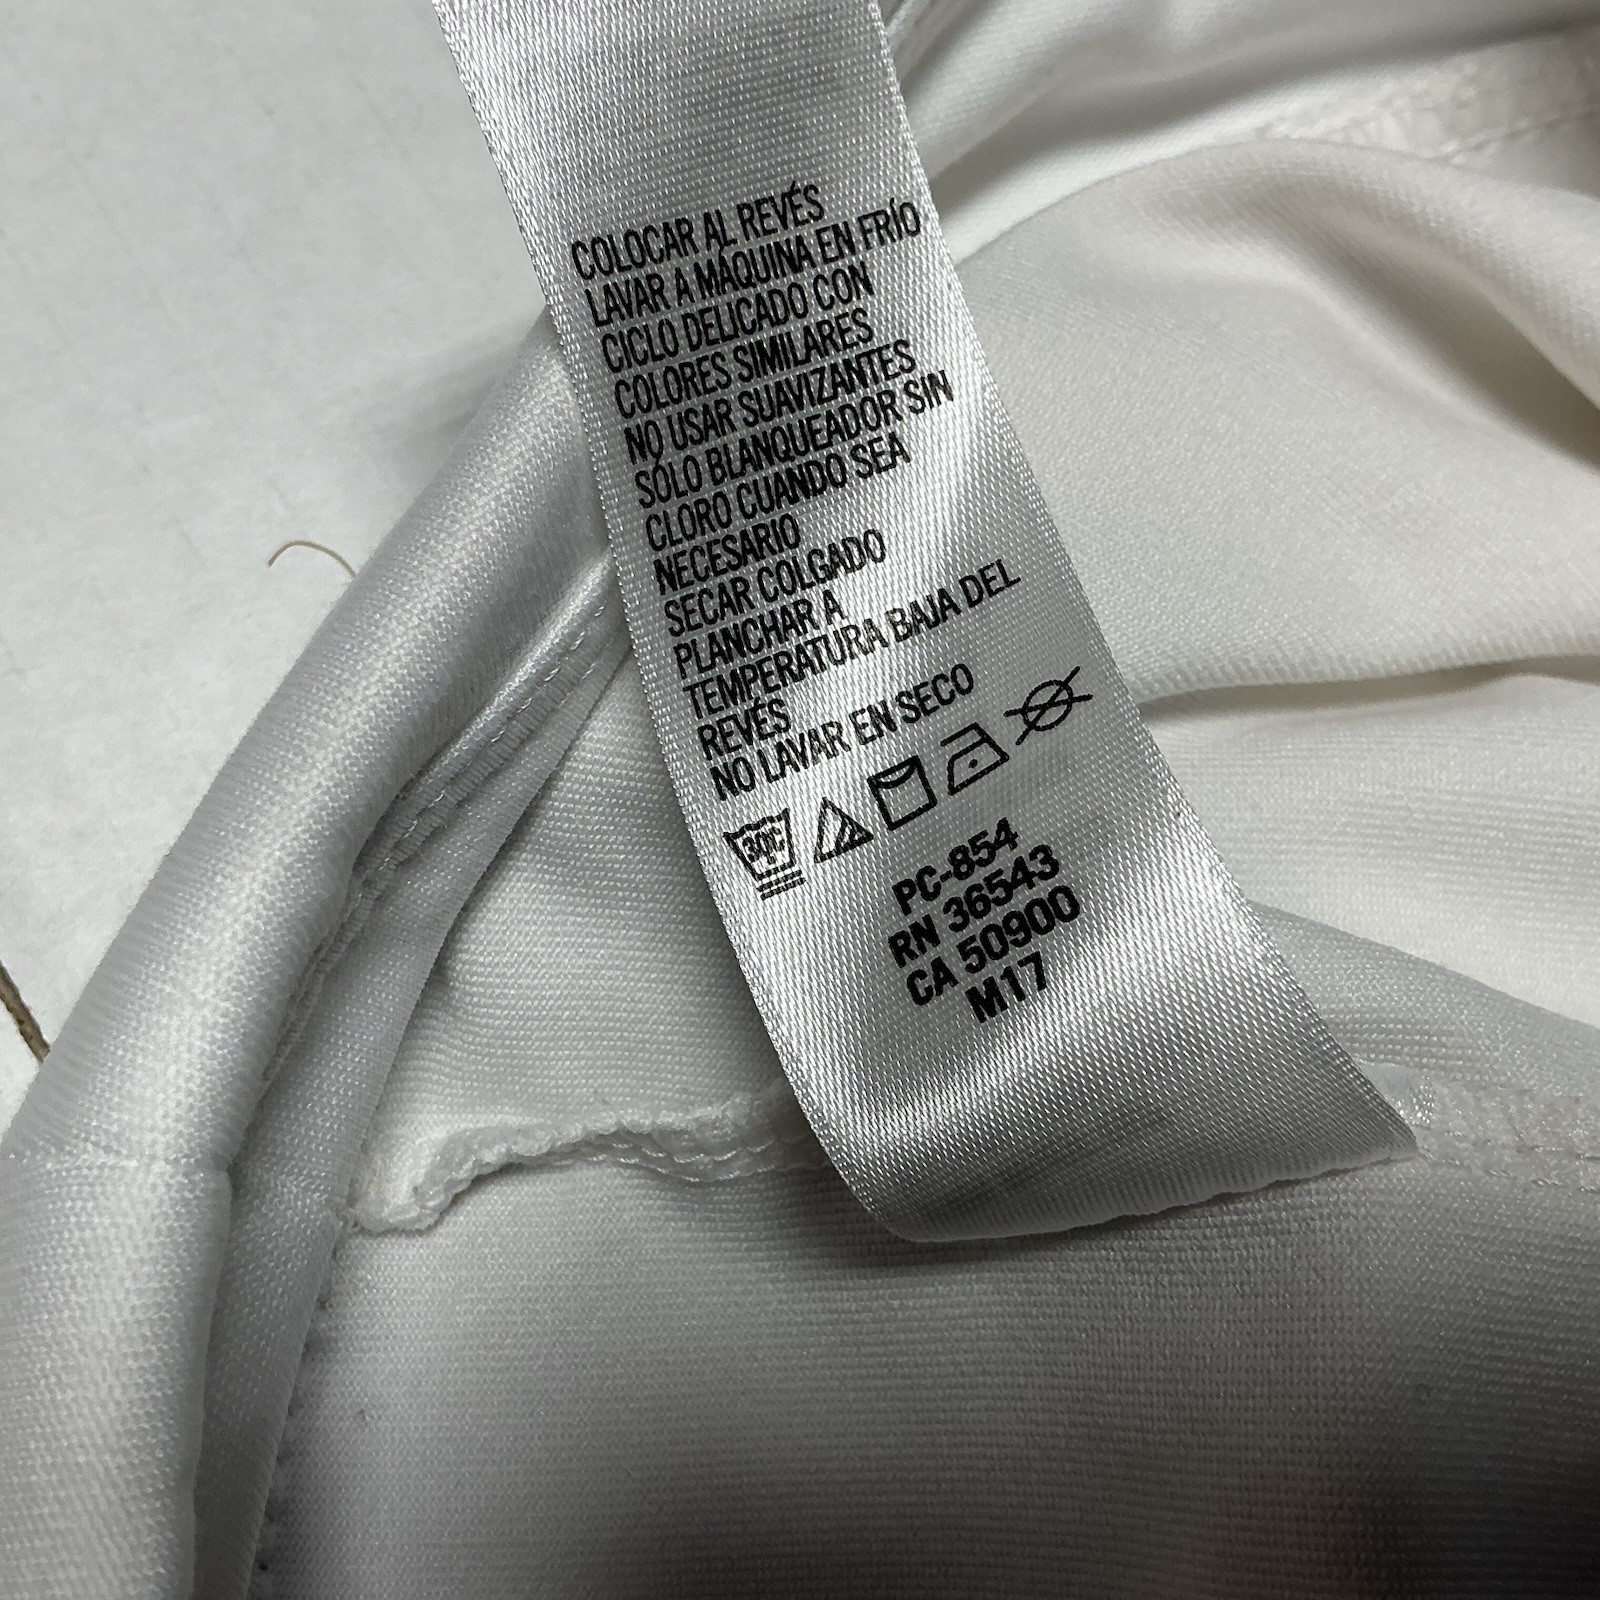 COLOCAR AL REVÉS
LAVAR A MÁQUINA EN FRÍO
CICLO DELICADO CON
COLORES SIMILARES
NO USAR SUAVIZANTES
SÓLO BLANQUEADOR SIN
CLORO CUANDO SEA
NECESARIO
SECAR COLGADO
PLANCHAR A
TEMPERATURA BAJA DEL
REVÉS
NO LAVAR EN SECO
30C
PC-854
RN 36543
CA 50900
M17